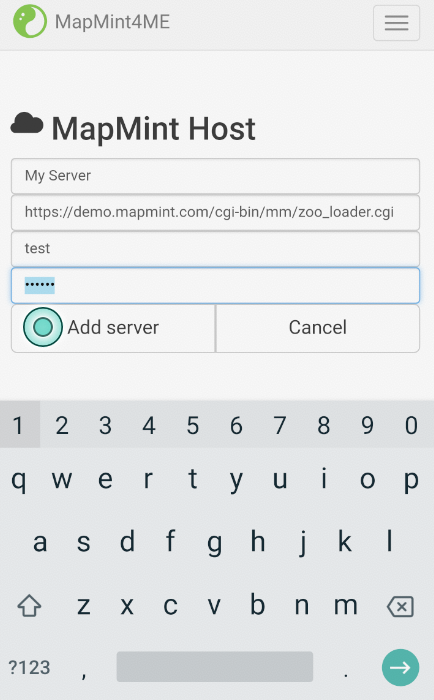 MapMint4ME
MapMint Host
My Server
https://demo.mapmint.com/cgi-bin/mm/zoo_loader.cgi
test
••••••
Add server Cancel
1 2 3 4 5 6 7 8 9 0
q w e r t y u i o p
a s d f g h j k l
z x c v b n m
?123 , .